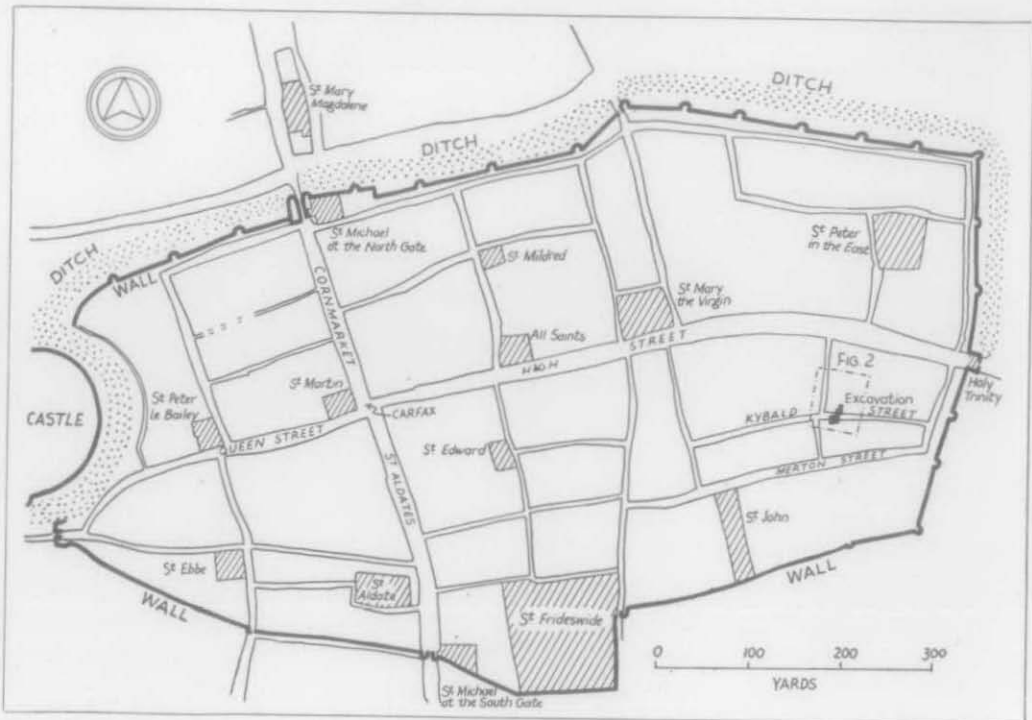 St Mary
Magdalene
DITCH
DITCH
DITCH
WALL
St Michael
at the North Gate
St Mildred
St Peter
in the East
St Mary
the Virgin
CORNMARKET
All Saints
HIGH STREET
St Martin
CARFAX
FIG. 2
Excavation
KYBALD STREET
Holy
Trinity
CASTLE
St Peter
le Bailey
UEEN STREET
St Edward
ST ALDATES
MERTON STREET
St John
St Ebbe
St
Aldate
WALL
WALL
St Frideswide
St Michael
at the South Gate
0 100 200 300
YARDS